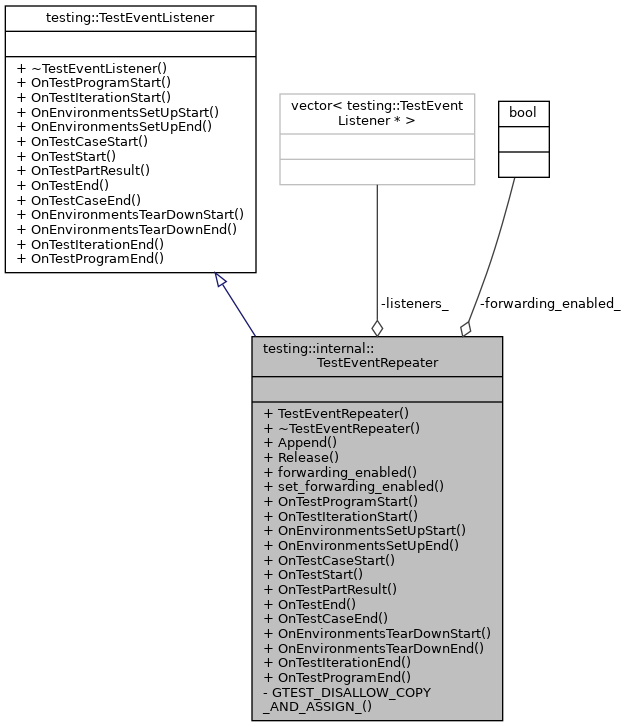 testing::TestEventListener
+ ~TestEventListener()
+ OnTestProgramStart()
+ OnTestIterationStart()
+ OnEnvironmentsSetUpStart()
+ OnEnvironmentsSetUpEnd()
+ OnTestCaseStart()
+ OnTestStart()
+ OnTestPartResult()
+ OnTestEnd()
+ OnTestCaseEnd()
+ OnEnvironmentsTearDownStart()
+ OnEnvironmentsTearDownEnd()
+ OnTestIterationEnd()
+ OnTestProgramEnd()
vector< testing::TestEvent
Listener * >
bool
-listeners_
-forwarding_enabled_
testing::internal::
TestEventRepeater
+ TestEventRepeater()
+ ~TestEventRepeater()
+ Append()
+ Release()
+ forwarding_enabled()
+ set_forwarding_enabled()
+ OnTestProgramStart()
+ OnTestIterationStart()
+ OnEnvironmentsSetUpStart()
+ OnEnvironmentsSetUpEnd()
+ OnTestCaseStart()
+ OnTestStart()
+ OnTestPartResult()
+ OnTestEnd()
+ OnTestCaseEnd()
+ OnEnvironmentsTearDownStart()
+ OnEnvironmentsTearDownEnd()
+ OnTestIterationEnd()
+ OnTestProgramEnd()
- GTEST_DISALLOW_COPY
_AND_ASSIGN_()